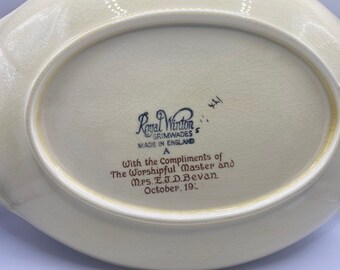 Royal Winton
GRIMWADES
MADE IN ENGLAND
A
With the Compliments of
The Worshipful Master and
Mrs. E.J.D. Bevan.
October, 19